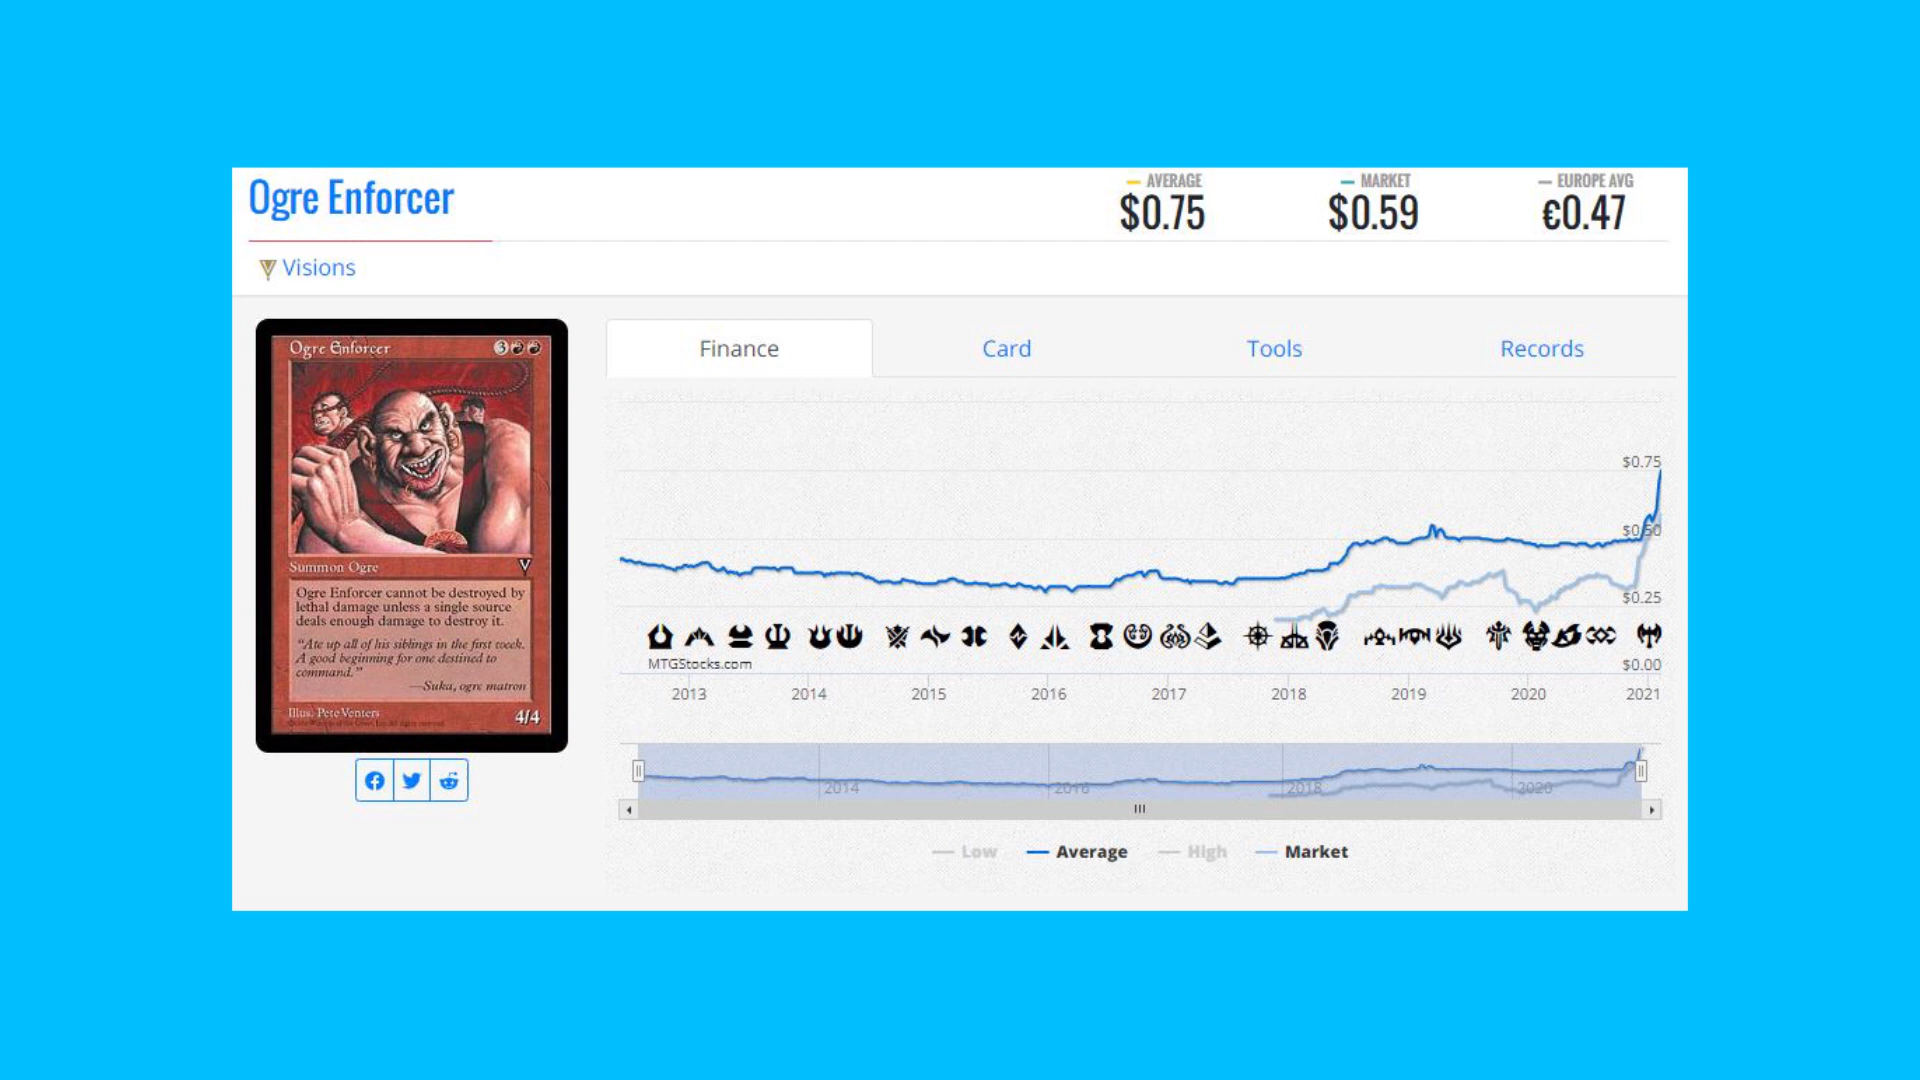 Ogre Enforcer
AVERAGE
$0.75
MARKET
$0.59
EUROPE AVG
€0.47
Visions
Ogre Enforcer
3
Summon Ogre
Ogre Enforcer cannot be destroyed by
lethal damage unless a single source
deals enough damage to destroy it.
“Ate up all of his siblings in the first week.
A good beginning for one destined to
command.”
—Suka, ogre matron
Illus. Pete Venters
4/4
Finance
Card
Tools
Records
$0.75
$0.50
$0.25
$0.00
MTGStocks.com
2013 2014 2015 2016 2017 2018 2019 2020 2021
2014 2016 2018 2020
Low Average High Market